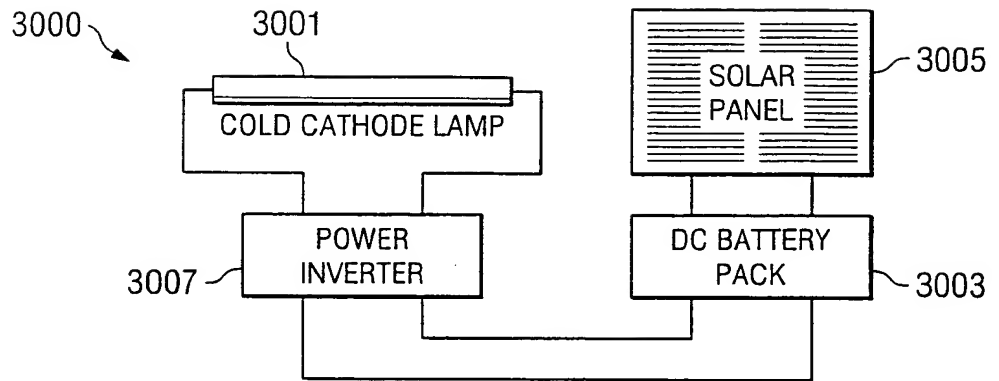 3000
3001
COLD CATHODE LAMP
SOLAR
PANEL
3005
POWER
INVERTER
3007
DC BATTERY
PACK
3003